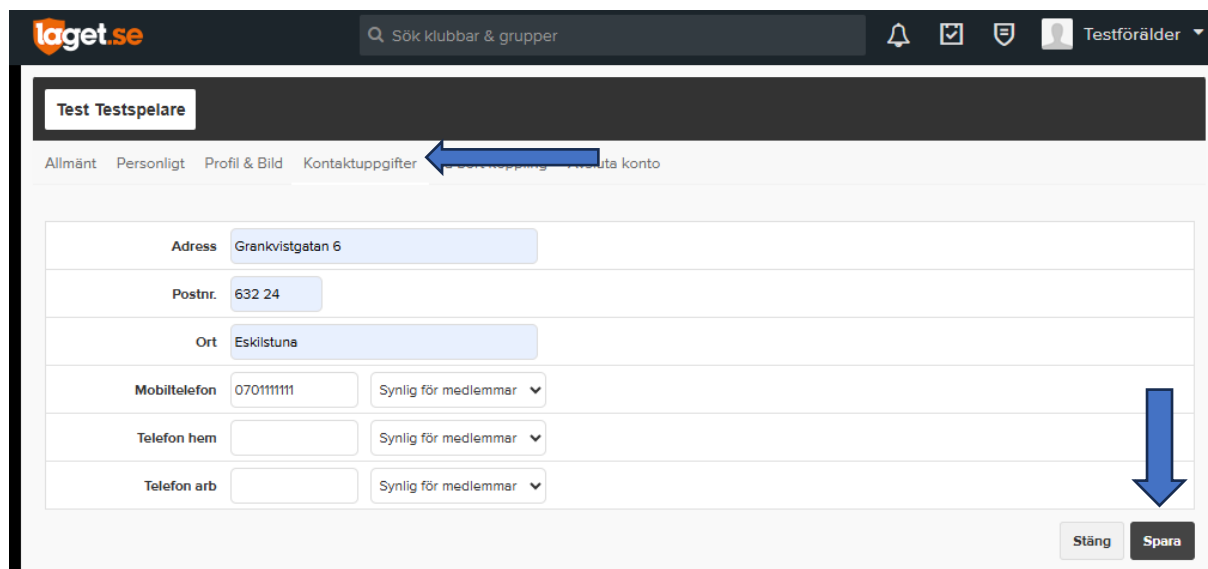 laget.se Sök klubbar & grupper Testförälder
Test Testspelare
Allmänt Personligt Profil & Bild Kontaktuppgifter koppling konto
Adress Grankvistgatan 6
Postnr. 632 24
Ort Eskilstuna
Mobiltelefon 0701111111 Synlig för medlemmar
Telefon hem Synlig för medlemmar
Telefon arb Synlig för medlemmar
Stäng Spara